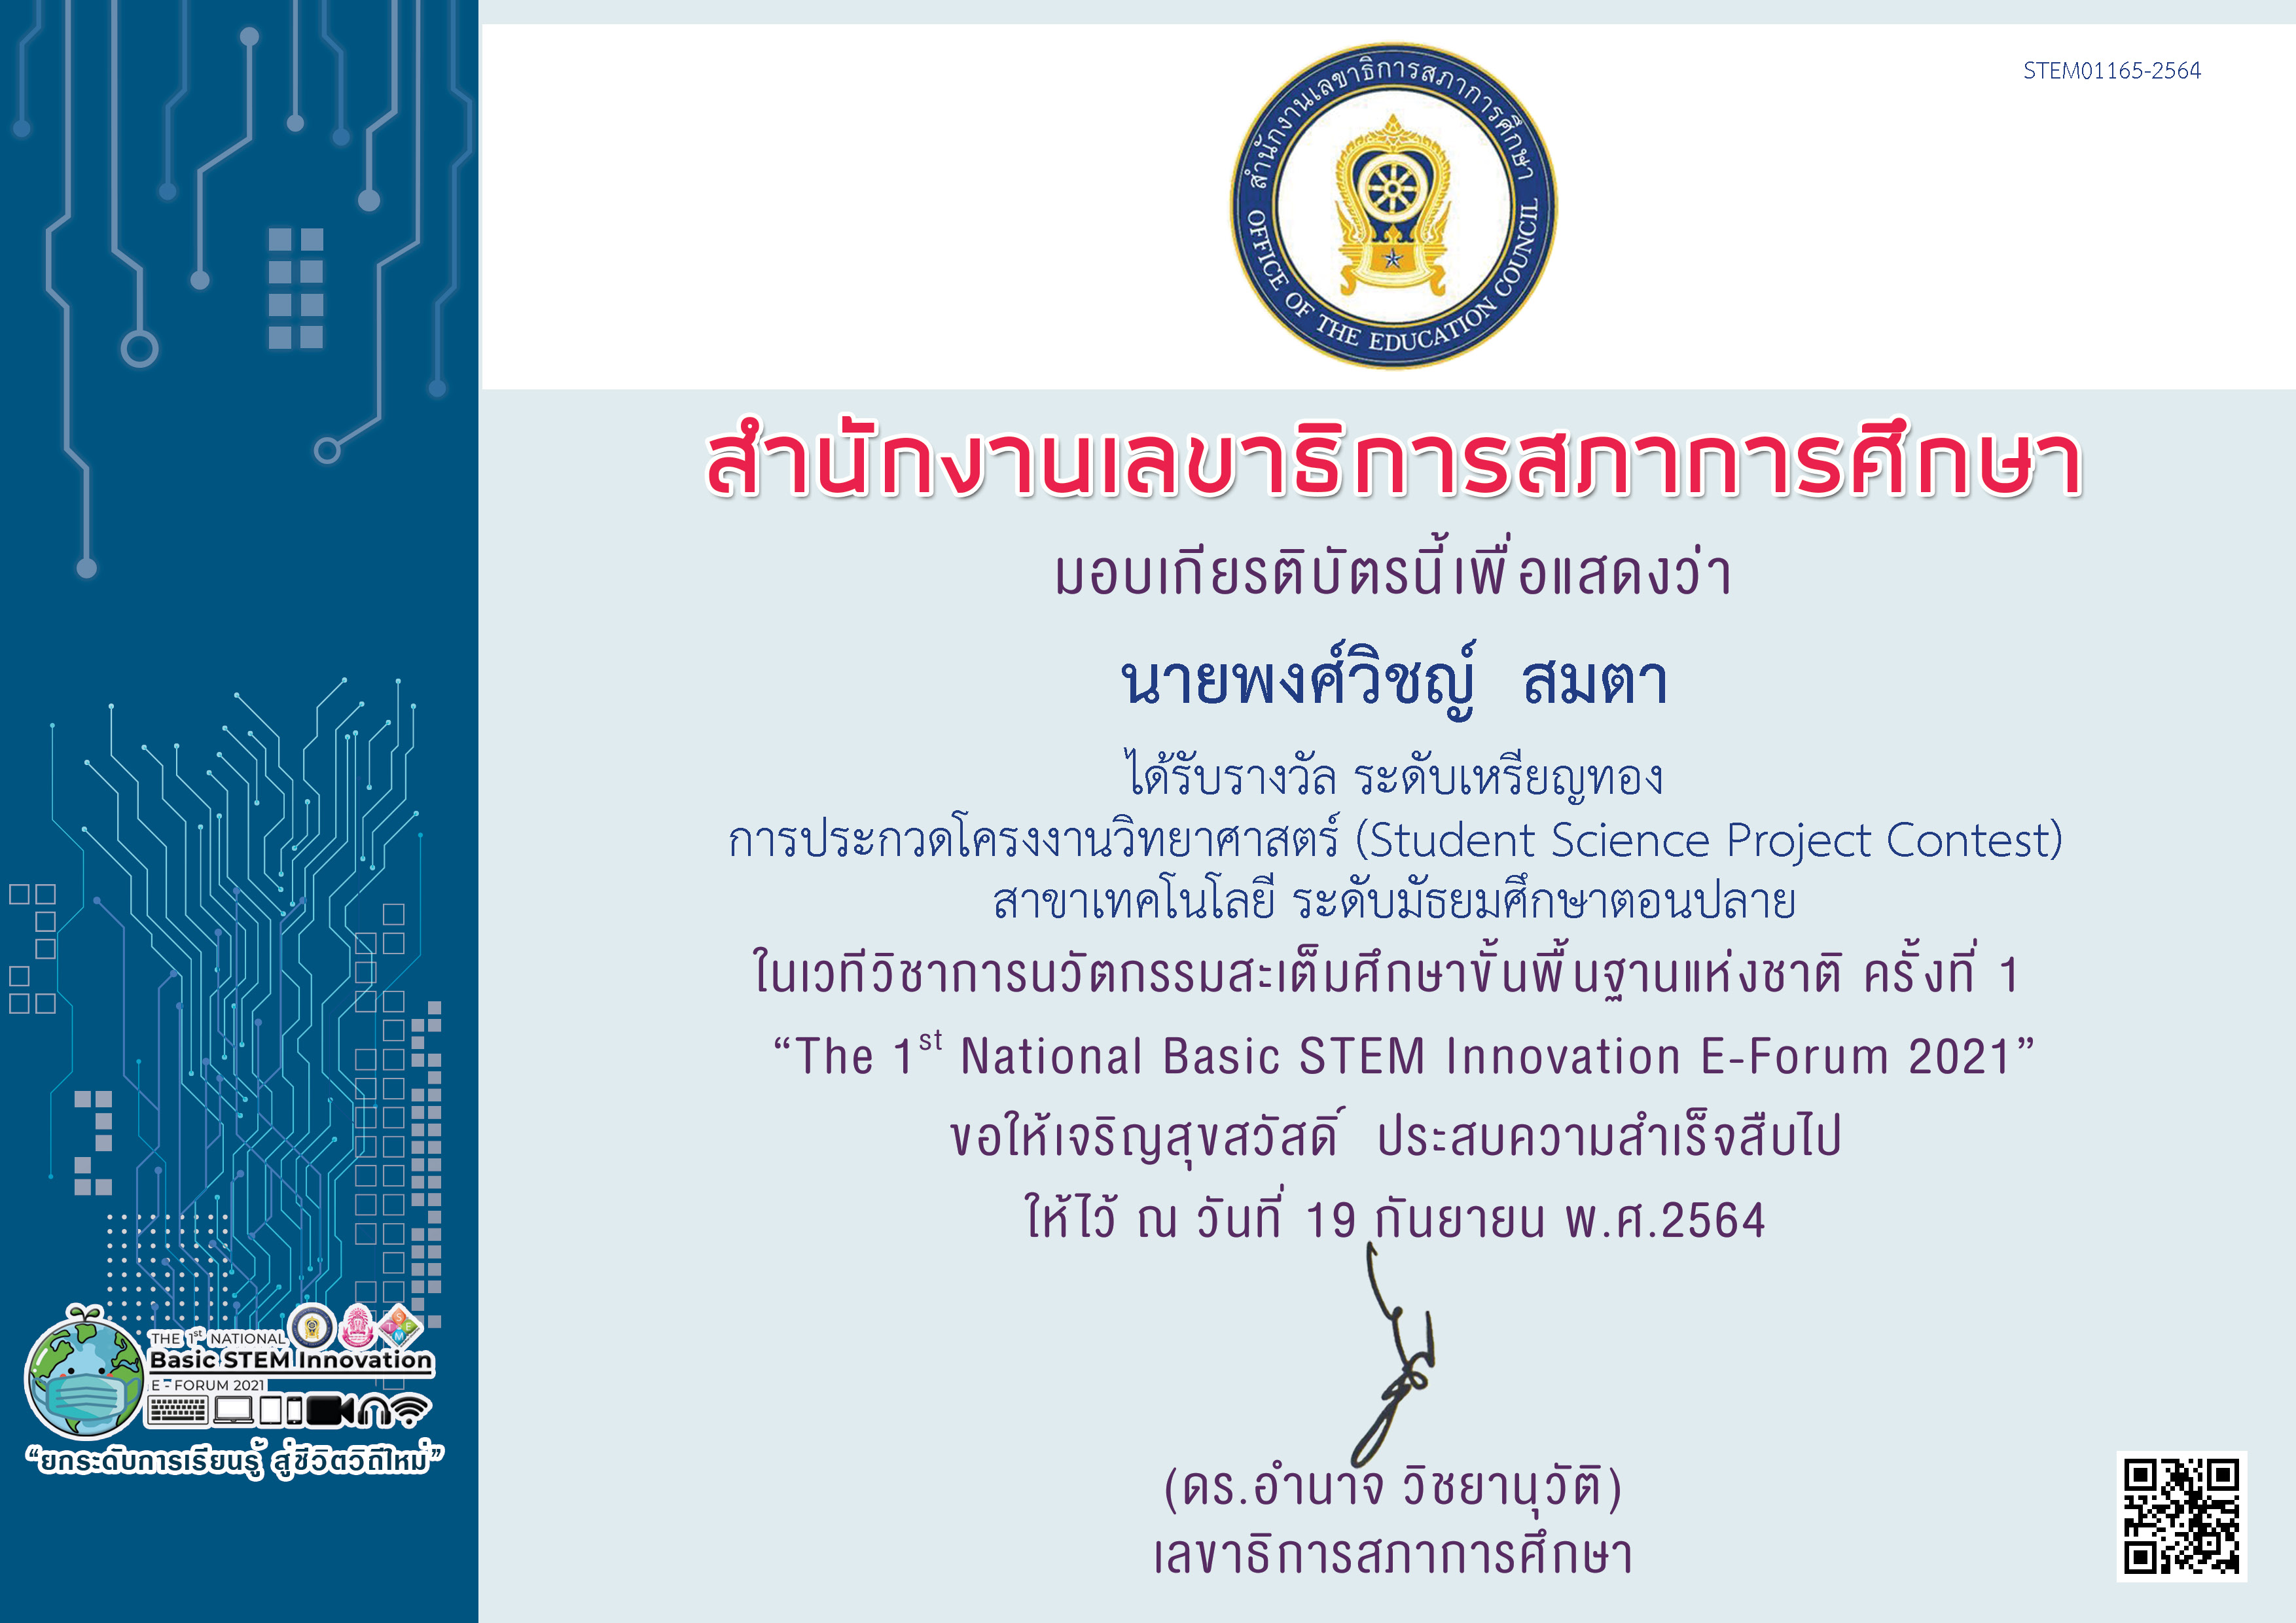 STEM01165-2564
สำนักงานเลขาธิการสภาการศึกษา
OFFICE OF THE EDUCATION COUNCIL
สำนักงานเลขาธิการสภาการศึกษา
มอบเกียรติบัตรนี้เพื่อแสดงว่า
นายพงศ์วิชญ์ สมตา
ได้รับรางวัล ระดับเหรียญทอง
การประกวดโครงงานวิทยาศาสตร์ (Student Science Project Contest)
สาขาเทคโนโลยี ระดับมัธยมศึกษาตอนปลาย
ในเวทีวิชาการนวัตกรรมสะเต็มศึกษาขั้นพื้นฐานแห่งชาติ ครั้งที่ 1
“The 1st National Basic STEM Innovation E-Forum 2021”
ขอให้เจริญสุขสวัสดิ์ ประสบความสำเร็จสืบไป
ให้ไว้ ณ วันที่ 19 กันยายน พ.ศ.2564
(ดร.อำนาจ วิชยานุวัติ)
เลขาธิการสภาการศึกษา
THE 1st NATIONAL
Basic STEM Innovation
E - FORUM 2021
“ยกระดับการเรียนรู้ สู่ชีวิตวิถีใหม่”